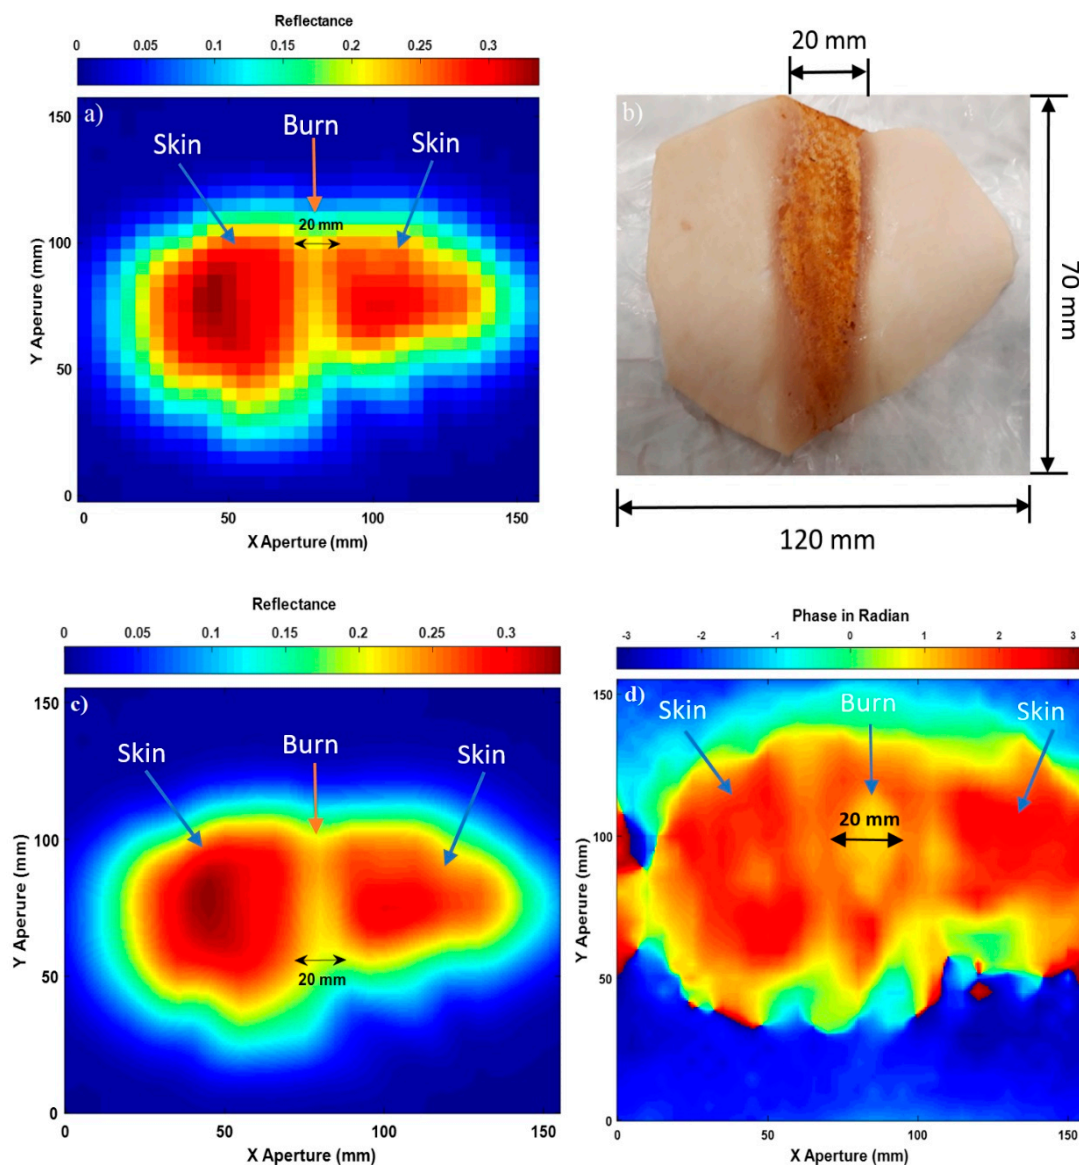 Reflectance
0 0.05 0.1 0.15 0.2 0.25 0.3
a)
Skin
Burn
Skin
20 mm
150
100
50
0
Y Aperure (mm)
0 50 100 150
X Aperture (mm)
20 mm
b)
70 mm
120 mm
Reflectance
0 0.05 0.1 0.15 0.2 0.25 0.3
c)
Skin
Burn
Skin
20 mm
150
100
50
0
Y Aperure (mm)
0 50 100 150
X Aperture (mm)
Phase in Radian
-3 -2 -1 0 1 2 3
d)
Skin
Burn
Skin
20 mm
150
100
50
0
Y Aperure (mm)
0 50 100 150
X Aperture (mm)